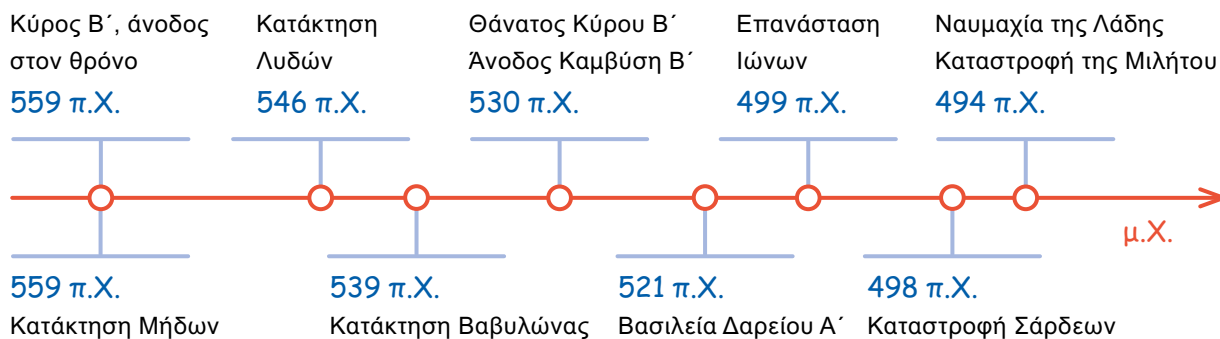 Κύρος Β΄, άνοδος
στον θρόνο
559 π.Χ.
Κατάκτηση
Λυδών
546 π.Χ.
Θάνατος Κύρου Β΄
Άνοδος Καμβύση Β΄
530 π.Χ.
Επανάσταση
Ιώνων
499 π.Χ.
Ναυμαχία της Λάδης
Καταστροφή της Μιλήτου
494 π.Χ.
μ.Χ.
559 π.Χ.
Κατάκτηση Μήδων
539 π.Χ.
Κατάκτηση Βαβυλώνας
521 π.Χ.
Βασιλεία Δαρείου Α΄
498 π.Χ.
Καταστροφή Σάρδεων